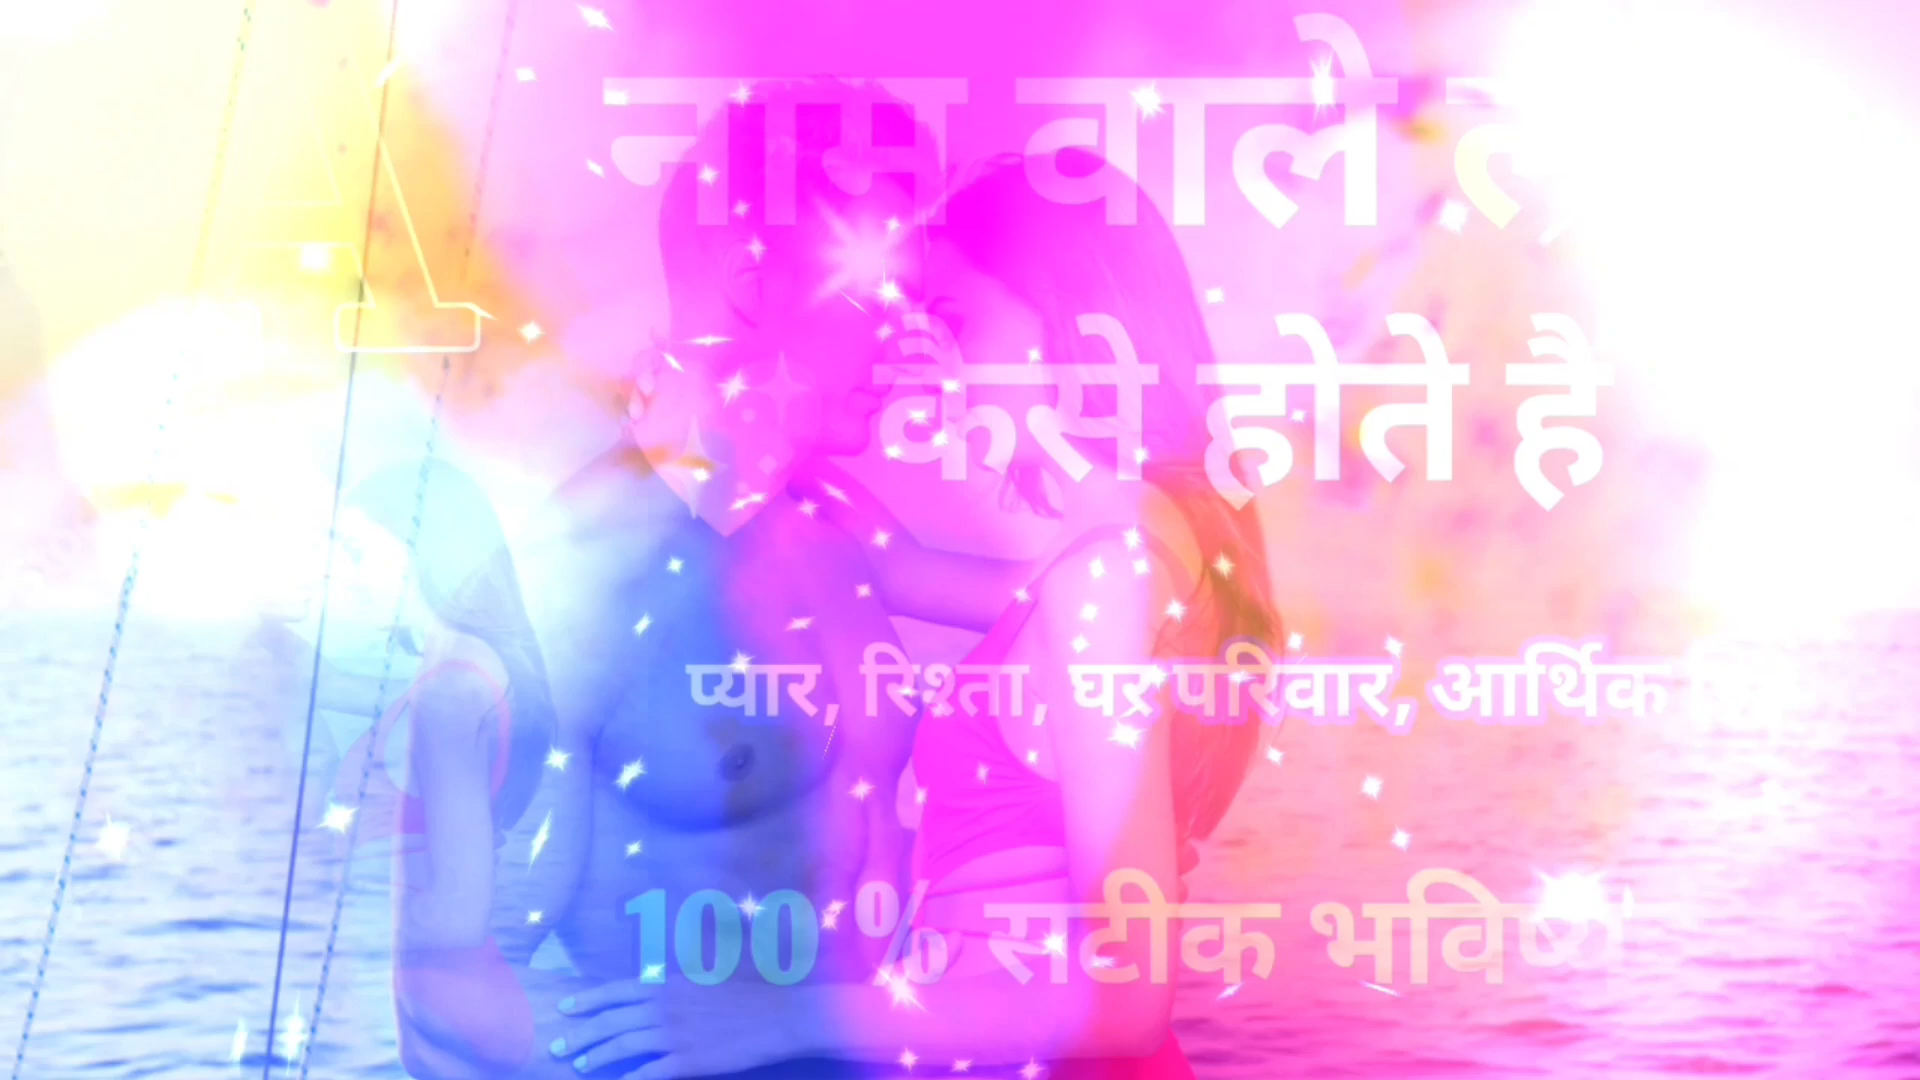 A नाम वाले
कैसे होते है
प्यार, रिश्ता, घर परिवार, आर्थिक
100 % सटीक